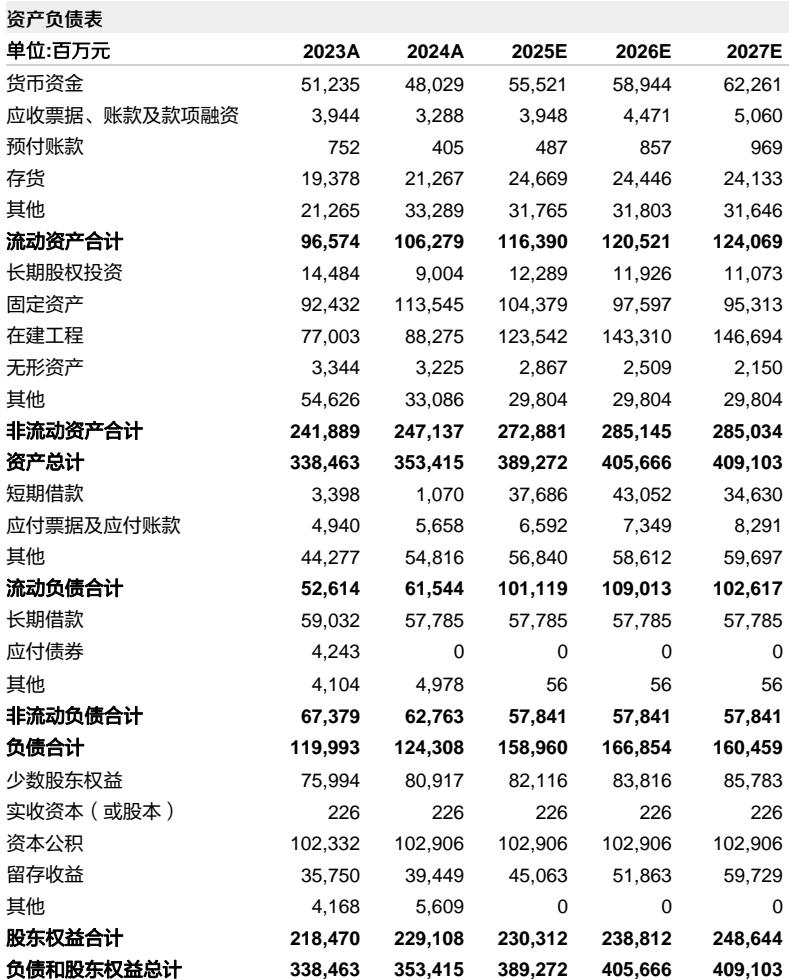 资产负债表
单位:百万元 2023A 2024A 2025E 2026E 2027E
货币资金 51,235 48,029 55,521 58,944 62,261
应收票据、账款及款项融资 3,944 3,288 3,948 4,471 5,060
预付账款 752 405 487 857 969
存货 19,378 21,267 24,669 24,446 24,133
其他 21,265 33,289 31,765 31,803 31,646
流动资产合计 96,574 106,279 116,390 120,521 124,069
长期股权投资 14,484 9,004 12,289 11,926 11,073
固定资产 92,432 113,545 104,379 97,597 95,313
在建工程 77,003 88,275 123,542 143,310 146,694
无形资产 3,344 3,225 2,867 2,509 2,150
其他 54,626 33,086 29,804 29,804 29,804
非流动资产合计 241,889 247,137 272,881 285,145 285,034
资产总计 338,463 353,415 389,272 405,666 409,103
短期借款 3,398 1,070 37,686 43,052 34,630
应付票据及应付账款 4,940 5,658 6,592 7,349 8,291
其他 44,277 54,816 56,840 58,612 59,697
流动负债合计 52,614 61,544 101,119 109,013 102,617
长期借款 59,032 57,785 57,785 57,785 57,785
应付债券 4,243 0 0 0 0
其他 4,104 4,978 56 56 56
非流动负债合计 67,379 62,763 57,841 57,841 57,841
负债合计 119,993 124,308 158,960 166,854 160,459
少数股东权益 75,994 80,917 82,116 83,816 85,783
实收资本（或股本） 226 226 226 226 226
资本公积 102,332 102,906 102,906 102,906 102,906
留存收益 35,750 39,449 45,063 51,863 59,729
其他 4,168 5,609 0 0 0
股东权益合计 218,470 229,108 230,312 238,812 248,644
负债和股东权益总计 338,463 353,415 389,272 405,666 409,103